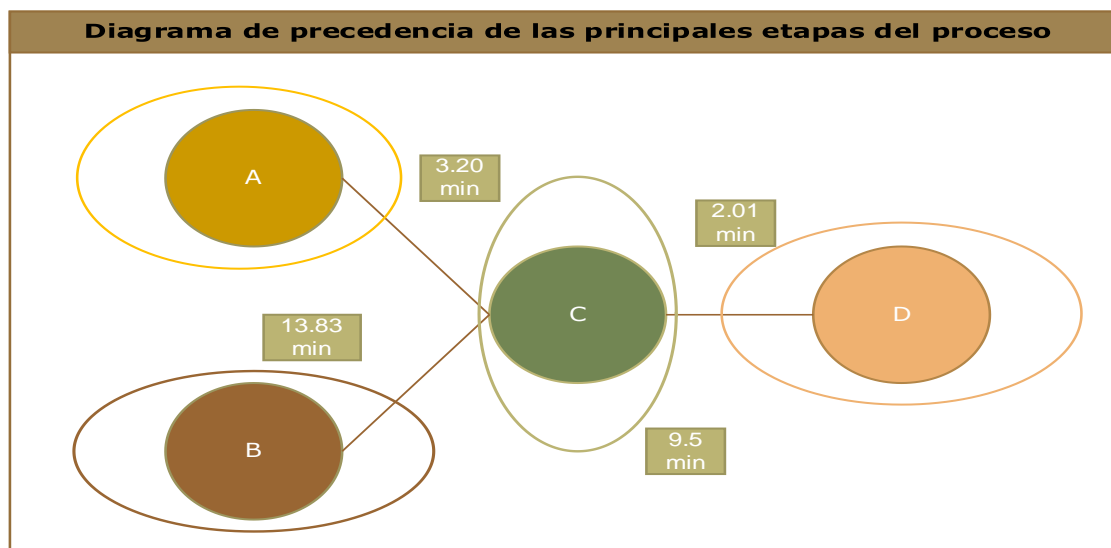 Diagrama de precedencia de las principales etapas del proceso
A
3.20
min
2.01
min
C
D
13.83
min
B
9.5
min